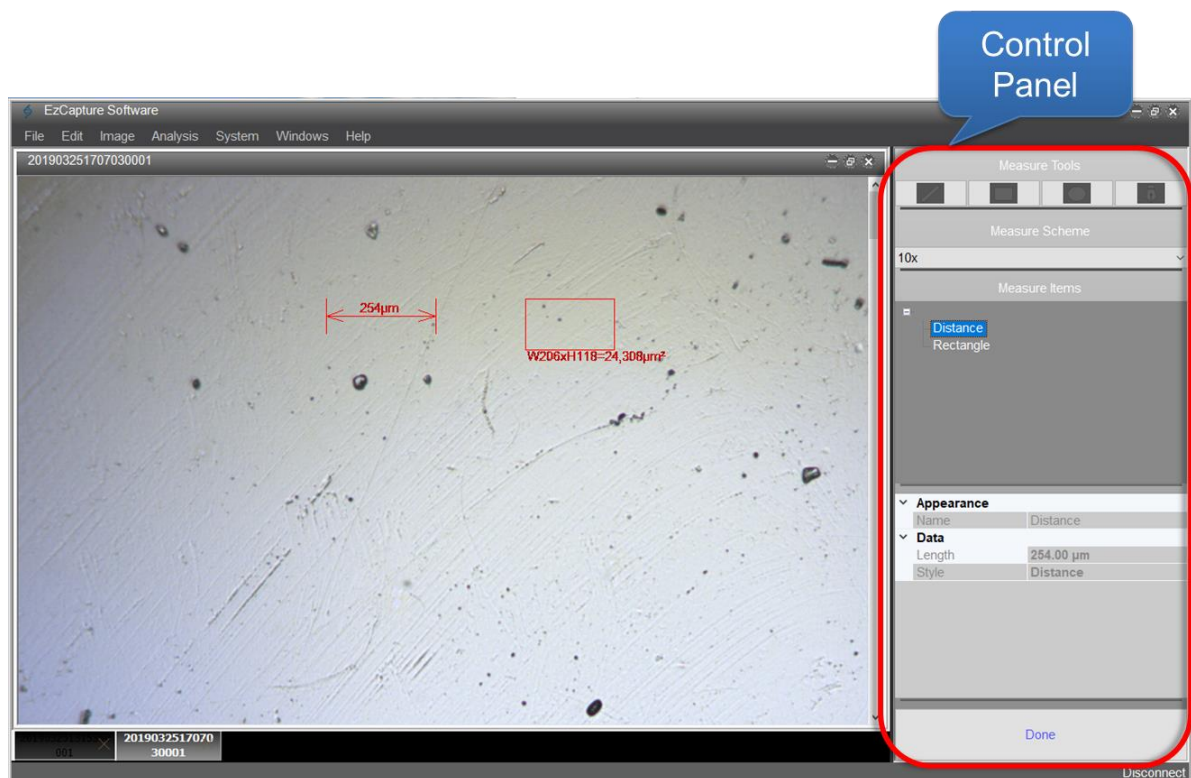 Control
Panel
EzCapture Software
File Edit Image Analysis System Windows Help
201903251707030001
Measure Tools
Measure Scheme
10x
Measure Items
Distance
Rectangle
254µm
W206xH118=24,308µm²
Appearance
Name Distance
Data
Length 254.00 µm
Style Distance
Done
001
2019032517070
30001
Disconnect